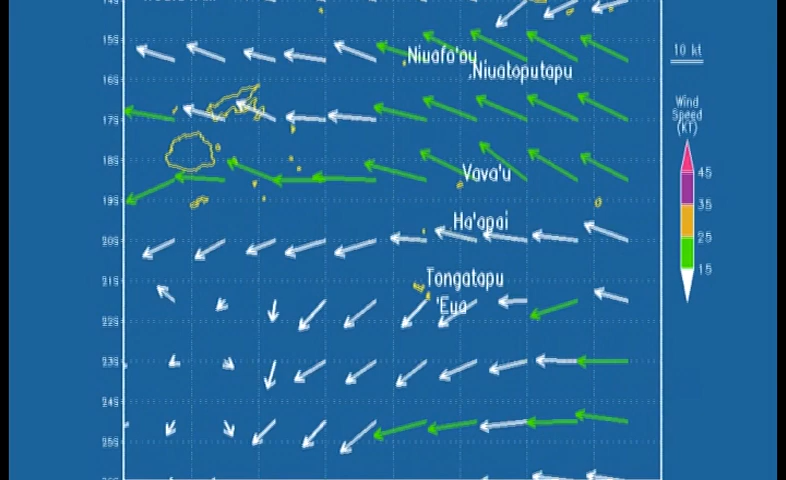 14S
15S
10 kt
Niuafo'ou
Niuatoputapu
16S
Wind
Speed
(KT)
17S
18S
45
Vava'u
19S
35
Ha'apai
20S
25
15
21S
Tongatapu
'Eua
22S
23S
24S
25S